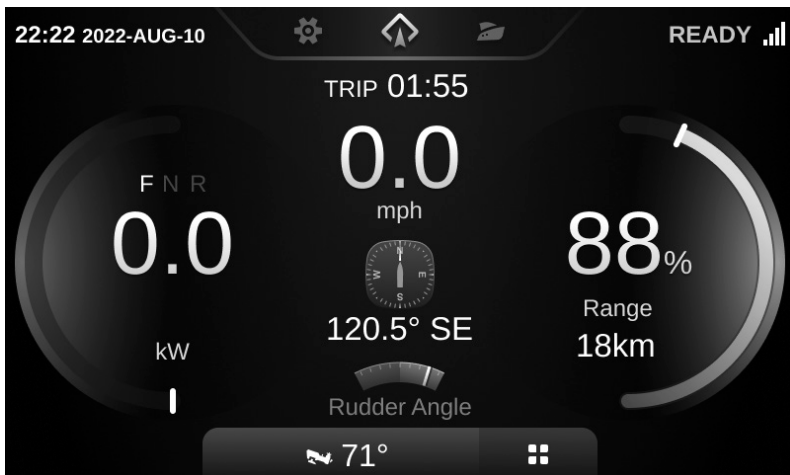 22:22 2022-AUG-10
READY
TRIP 01:55
0.0
mph
F N R
0.0
kW
N
W E
S
120.5° SE
Rudder Angle
88%
Range
18km
71°